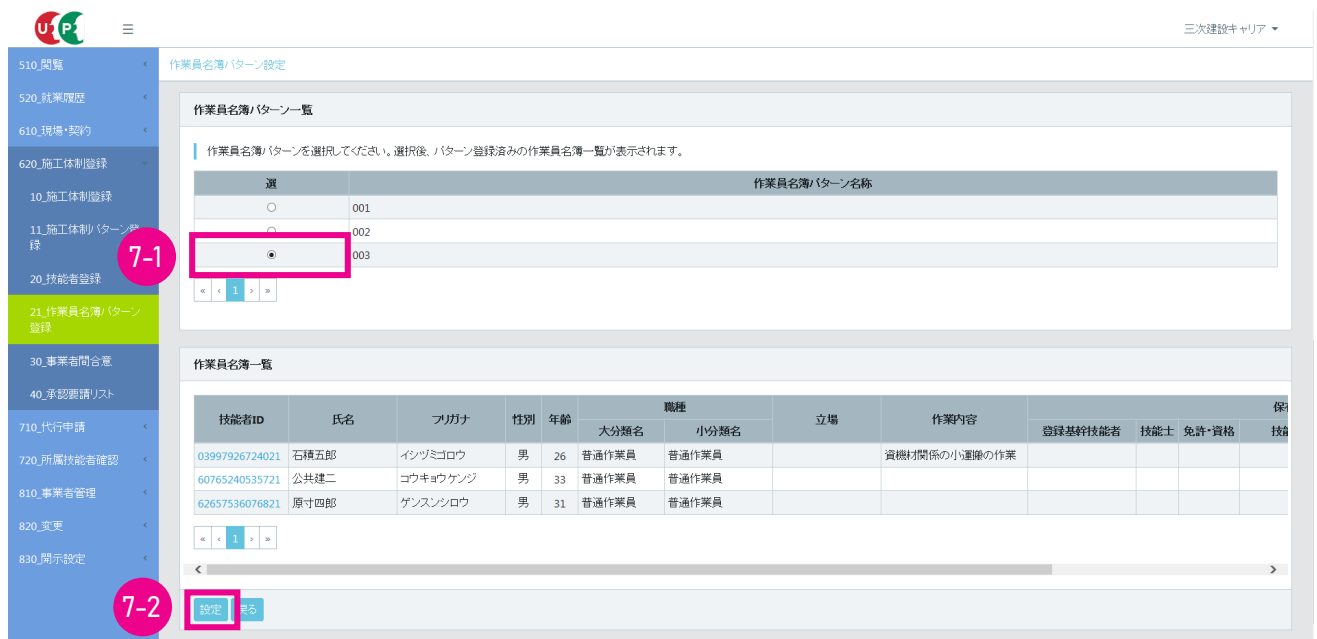 UP
三次建設キャリア
510_閲覧
520_就業履歴
610_現場・契約
620_施工体制登録
10_施工体制登録
11_施工体制パターン登
録
20_技能者登録
21_作業員名簿パターン
登録
30_事業者間合意
40_承認要請リスト
710_代行申請
720_所属技能者確認
810_事業者管理
820_変更
830_開示設定
作業員名簿パターン設定
作業員名簿パターン一覧
作業員名簿パターンを選択してください。選択後、パターン登録済みの作業員名簿一覧が表示されます。
選 作業員名簿パターン名称
001
002
7-1
003
« ‹ 1 › »
作業員名簿一覧
技能者ID 氏名 フリガナ 性別 年齢 職種 立場 作業内容
大分類名 小分類名 登録基幹技能者 技能士 免許・資格
03997926724021 石積五郎 イシヅミゴロウ 男 26 普通作業員 普通作業員 資機材関係の小運搬の作業
60765240535721 公共建二 コウキョウケンジ 男 33 普通作業員 普通作業員
62657536076821 原寸四郎 ゲンスンシロウ 男 31 普通作業員 普通作業員
« ‹ 1 › »
7-2
設定 戻る